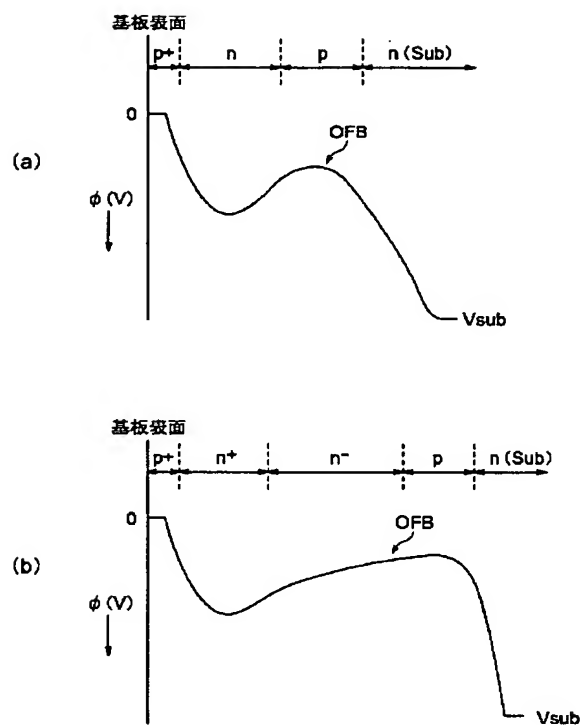 基板表面
p+ n p n (Sub)
0
OFB
(a)
φ (V)
Vsub
基板表面
p+ n+ n- p n (Sub)
0
OFB
(b)
φ (V)
Vsub